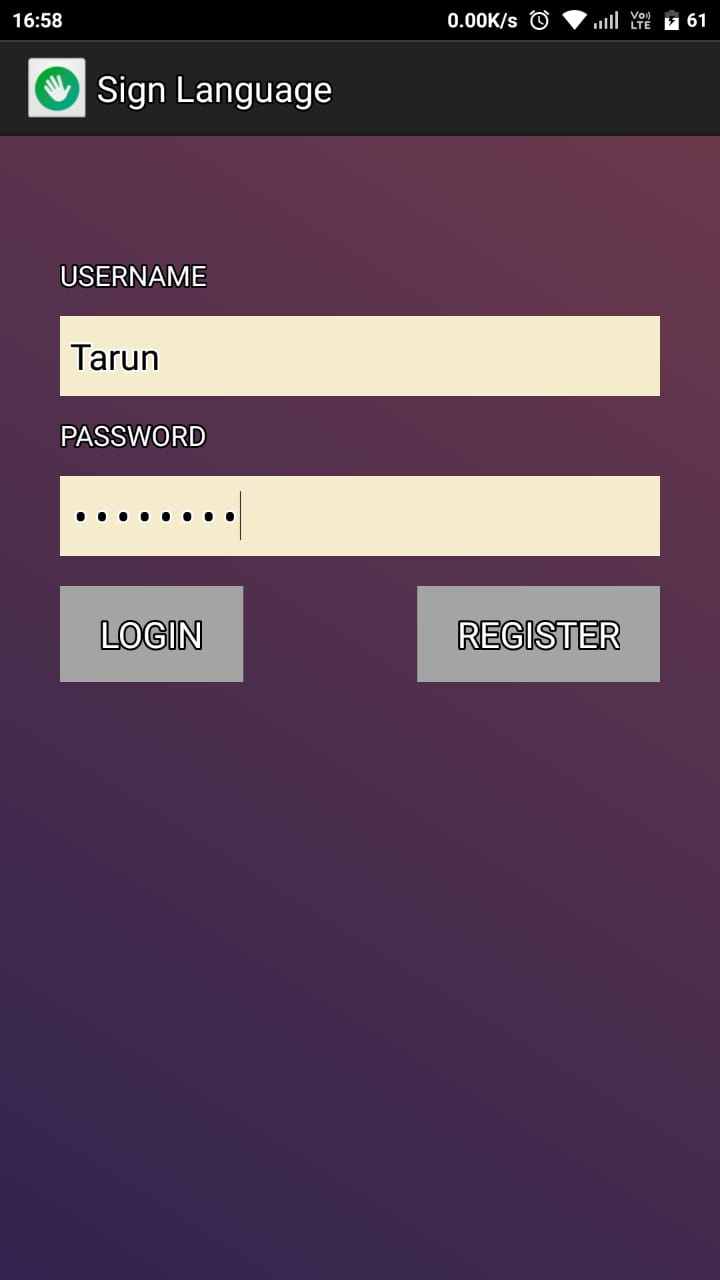 16:58 0.00K/s Vo) LTE 61
Sign Language
USERNAME
Tarun
PASSWORD
••••••••
LOGIN REGISTER